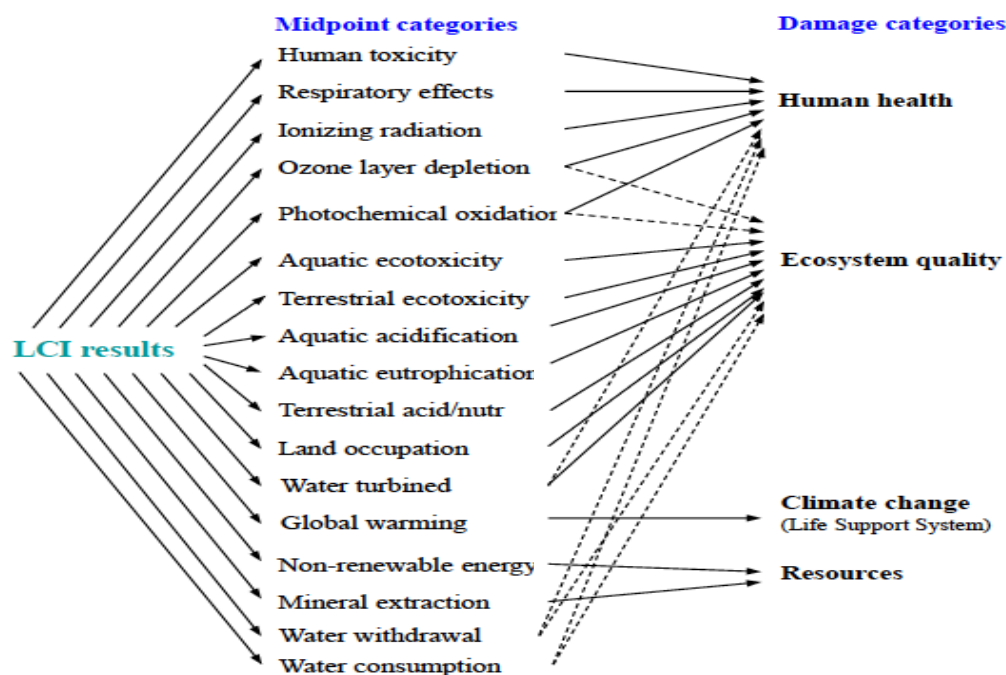 Midpoint categories
Human toxicity
Respiratory effects
Ionizing radiation
Ozone layer depletion
Photochemical oxidation
Aquatic ecotoxicity
Terrestrial ecotoxicity
Aquatic acidification
Aquatic eutrophication
Terrestrial acid/nutr
Land occupation
Water turbined
Global warming
Non-renewable energy
Mineral extraction
Water withdrawal
Water consumption
LCI results
Damage categories
Human health
Ecosystem quality
Climate change
(Life Support System)
Resources